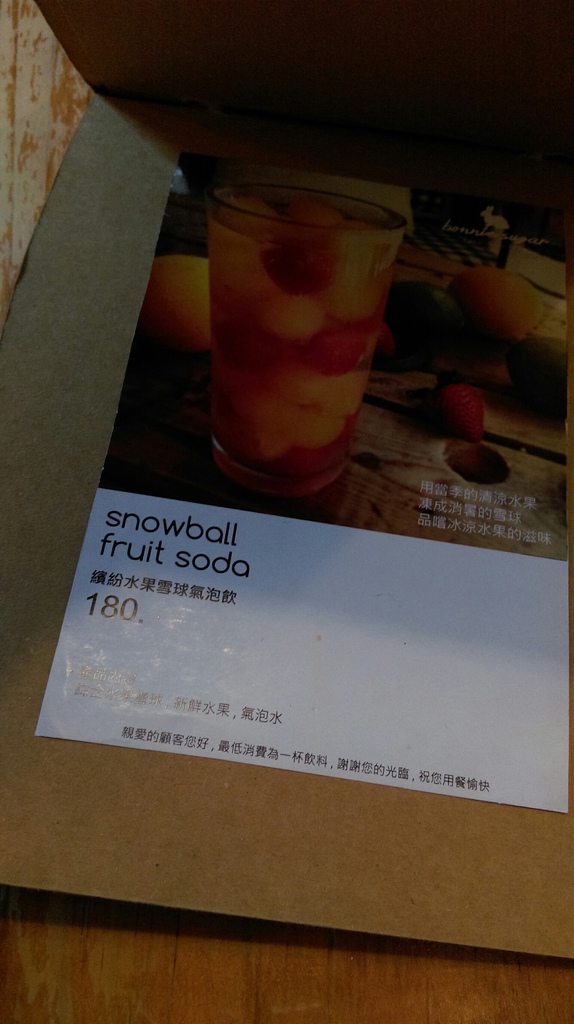 用當季的清涼水果
凍成消暑的雪球
品嚐冰涼水果的滋味
snowball
fruit soda
繽紛水果雪球氣泡飲
180.
雪球, 新鮮水果, 氣泡水
親愛的顧客您好, 最低消費為一杯飲料, 謝謝您的光臨, 祝您用餐愉快